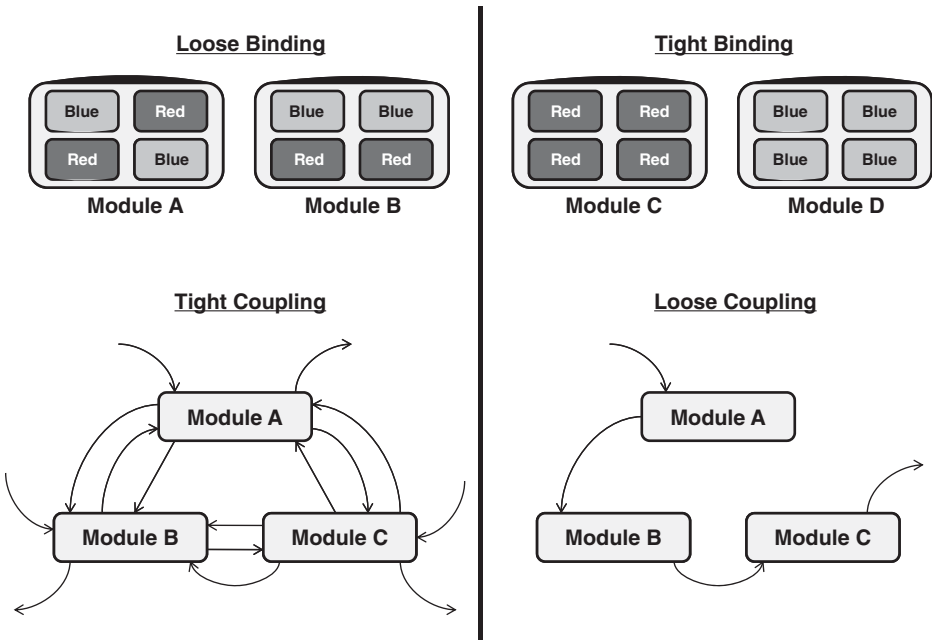 Loose Binding
Blue Red
Red Blue
Module A
Blue Blue
Red Red
Module B
Tight Binding
Red Red
Red Red
Module C
Blue Blue
Blue Blue
Module D
Tight Coupling
Module A
Module B
Module C
Loose Coupling
Module A
Module B
Module C